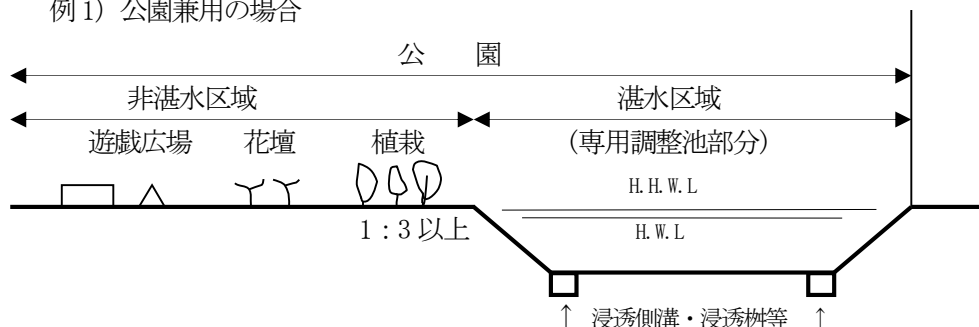 例1）公園兼用の場合
公　園
非湛水区域　湛水区域
遊戯広場　花壇　植栽　（専用調整池部分）
H.H.W.L
1：3以上　H.W.L
↑　浸透側溝・浸透桝等　↑